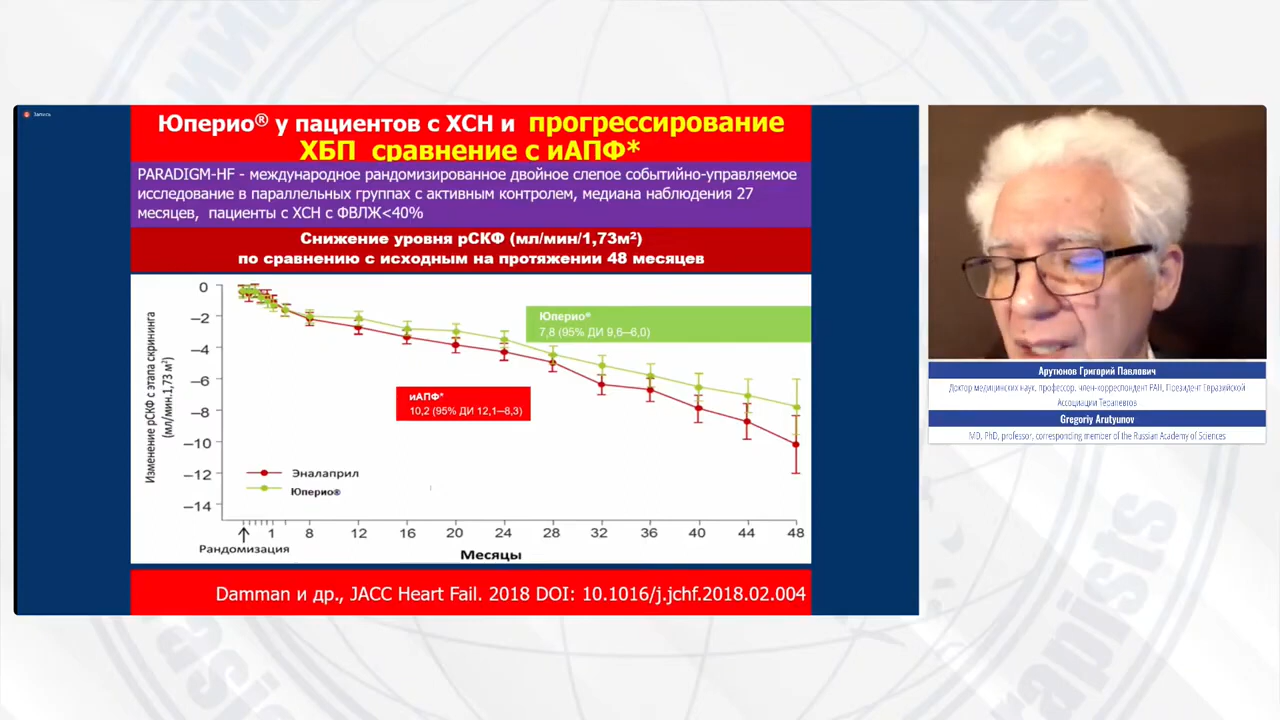 Запись
Юперио® у пациентов с ХСН и прогрессирование
ХБП сравнение с иАПФ*
PARADIGM-HF - международное рандомизированное двойное слепое событийно-управляемое
исследование в параллельных группах с активным контролем, медиана наблюдения 27
месяцев, пациенты с ХСН с ФВЛЖ<40%
Снижение уровня рСКФ (мл/мин/1,73м²)
по сравнению с исходным на протяжении 48 месяцев
Изменение рСКФ с этапа скрининга
(мл/мин.1,73 м²)
0
−2
−4
−6
−8
−10
−12
−14
Юперио®
7,8 (95% ДИ 9,6–6,0)
иАПФ*
10,2 (95% ДИ 12,1–8,3)
Эналаприл
Юперио®
1 8 12 16 20 24 28 32 36 40 44 48
Рандомизация
Месяцы
Damman и др., JACC Heart Fail. 2018 DOI: 10.1016/j.jchf.2018.02.004
Арутюнов Григорий Павлович
Доктор медицинских наук, профессор, член-корреспондент РАН, Президент Евразийской
Ассоциации Терапевтов
Gregoriy Arutyunov
MD, PhD, professor, corresponding member of the Russian Academy of Sciences
rapists